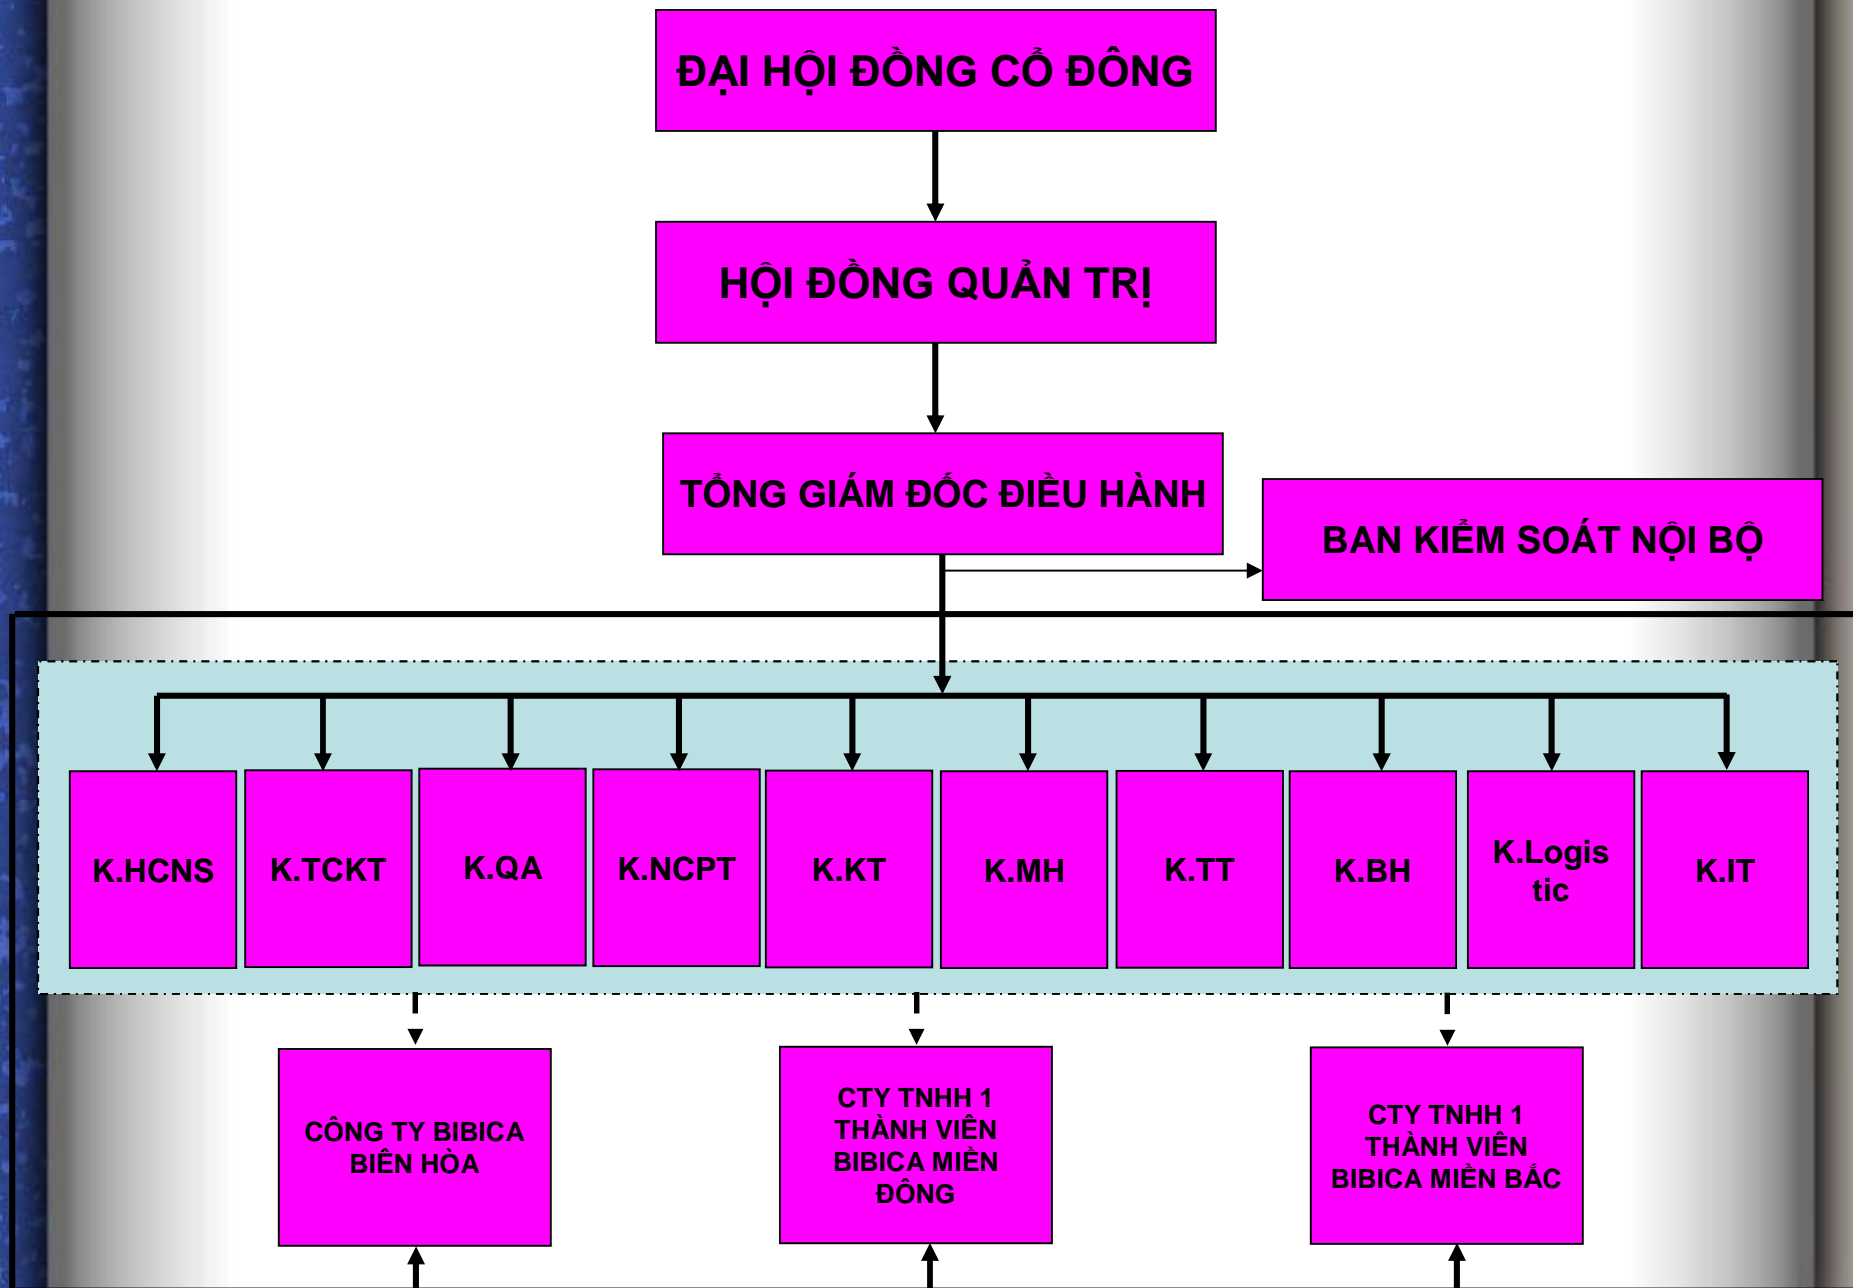 ĐẠI HỘI ĐỒNG CỔ ĐÔNG
HỘI ĐỒNG QUẢN TRỊ
TỔNG GIÁM ĐỐC ĐIỀU HÀNH
BAN KIỂM SOÁT NỘI BỘ
K.HCNS
K.TCKT
K.QA
K.NCPT
K.KT
K.MH
K.TT
K.BH
K.Logis
tic
K.IT
CÔNG TY BIBICA
BIÊN HÒA
CTY TNHH 1
THÀNH VIÊN
BIBICA MIỀN
ĐÔNG
CTY TNHH 1
THÀNH VIÊN
BIBICA MIỀN BẮC